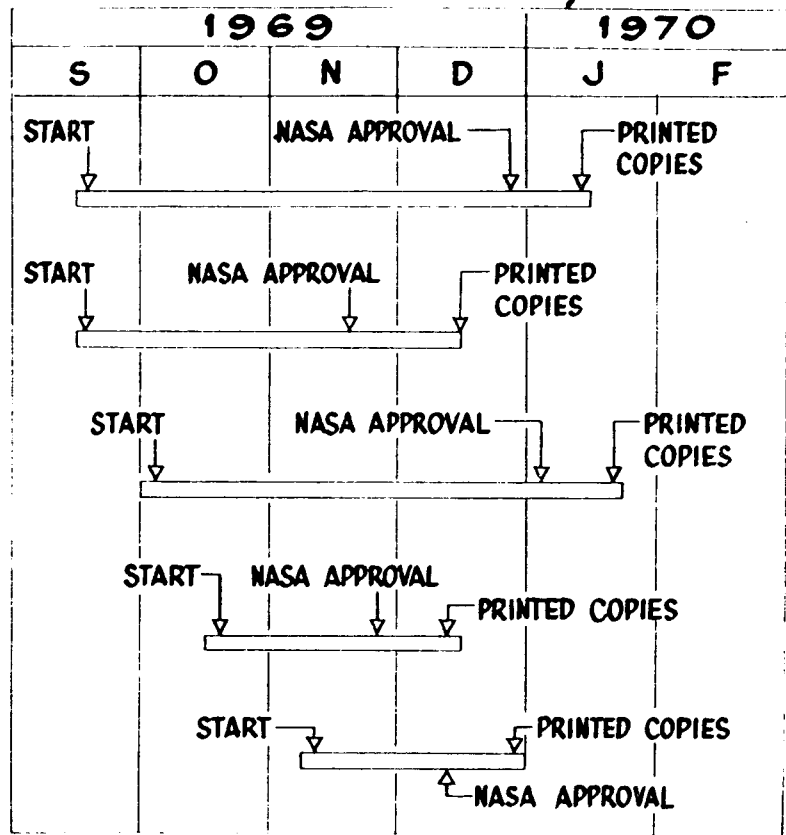 1969 1970
S O N D J F
START NASA APPROVAL PRINTED
COPIES
START NASA APPROVAL PRINTED
COPIES
START NASA APPROVAL PRINTED
COPIES
START NASA APPROVAL PRINTED COPIES
START PRINTED COPIES
NASA APPROVAL